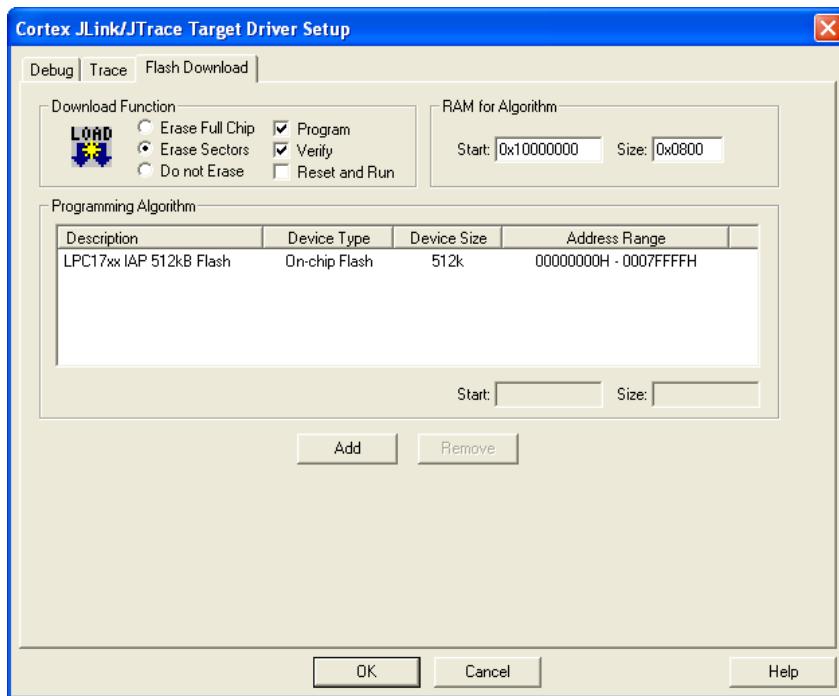 Cortex JLink/JTrace Target Driver Setup
Debug Trace Flash Download
Download Function
LOAD
Erase Full Chip
Erase Sectors
Do not Erase
Program
Verify
Reset and Run
RAM for Algorithm
Start: 0x10000000 Size: 0x0800
Programming Algorithm
Description Device Type Device Size Address Range
LPC17xx IAP 512kB Flash On-chip Flash 512k 00000000H - 0007FFFFH
Start: Size:
Add Remove
OK Cancel Help